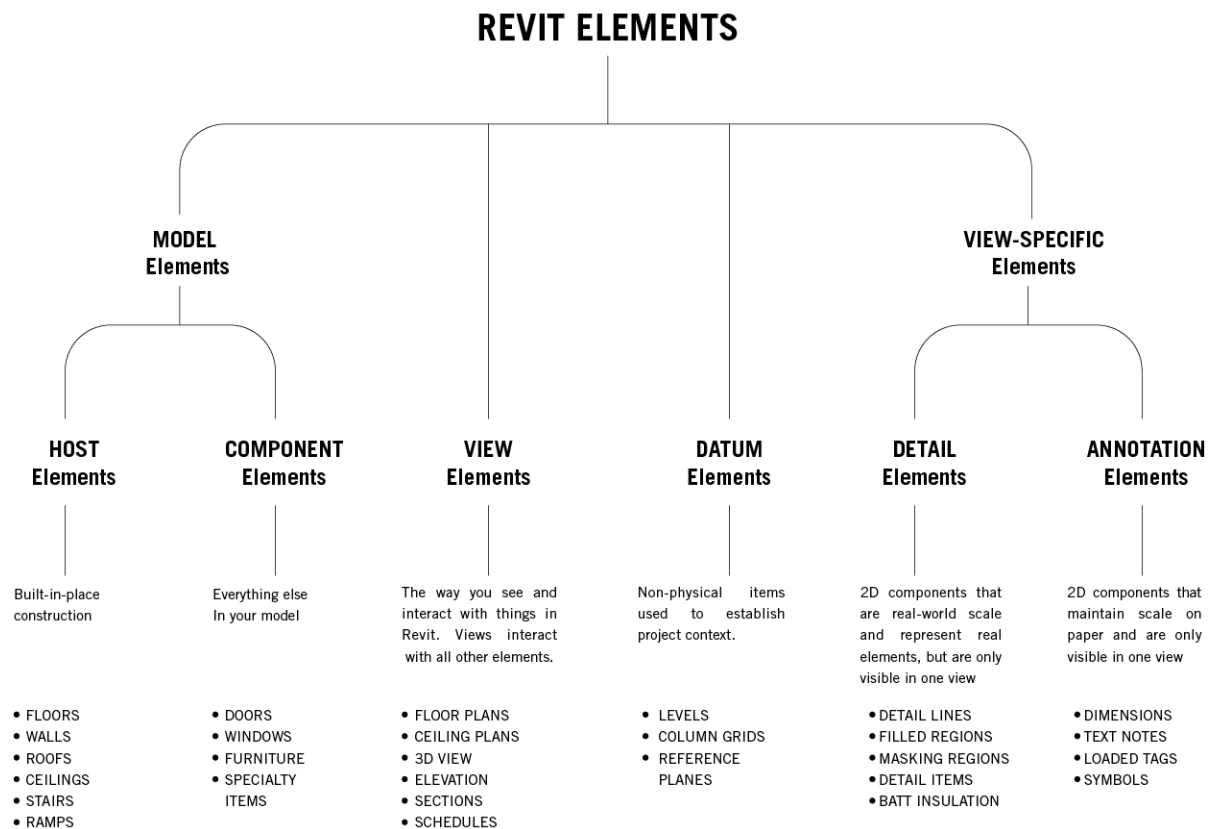 REVIT ELEMENTS
MODEL
Elements
VIEW-SPECIFIC
Elements
HOST
Elements
COMPONENT
Elements
VIEW
Elements
DATUM
Elements
DETAIL
Elements
ANNOTATION
Elements
Built-in-place
construction
Everything else
In your model
The way you see and
interact with things in
Revit. Views interact
with all other elements.
Non-physical items
used to establish
project context.
2D components that
are real-world scale
and represent real
elements, but are only
visible in one view
2D components that
maintain scale on
paper and are only
visible in one view
• FLOORS
• WALLS
• ROOFS
• CEILINGS
• STAIRS
• RAMPS
• DOORS
• WINDOWS
• FURNITURE
• SPECIALTY
ITEMS
• FLOOR PLANS
• CEILING PLANS
• 3D VIEW
• ELEVATION
• SECTIONS
• SCHEDULES
• LEVELS
• COLUMN GRIDS
• REFERENCE
PLANES
• DETAIL LINES
• FILLED REGIONS
• MASKING REGIONS
• DETAIL ITEMS
• BATT INSULATION
• DIMENSIONS
• TEXT NOTES
• LOADED TAGS
• SYMBOLS